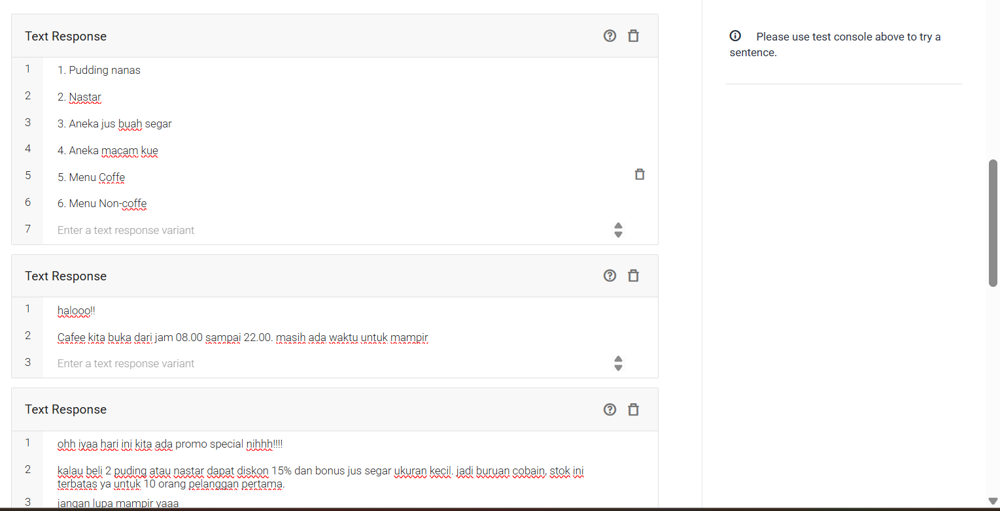 Text Response
1 1. Pudding nanas
2 2. Nastar
3 3. Aneka jus buah segar
4 4. Aneka macam kue
5 5. Menu Coffe
6 6. Menu Non-coffe
7 Enter a text response variant
Text Response
1 halooo!!
2 Cafee kita buka dari jam 08.00 sampai 22.00. masih ada waktu untuk mampir
3 Enter a text response variant
Text Response
1 ohh iyaa hari ini kita ada promo special nihhh!!!!
2 kalau beli 2 puding atau nastar dapat diskon 15% dan bonus jus segar ukuran kecil. jadi buruan cobain, stok ini
terbatas ya untuk 10 orang pelanggan pertama.
3 jangan lupa mampir yaaa
Please use test console above to try a
sentence.